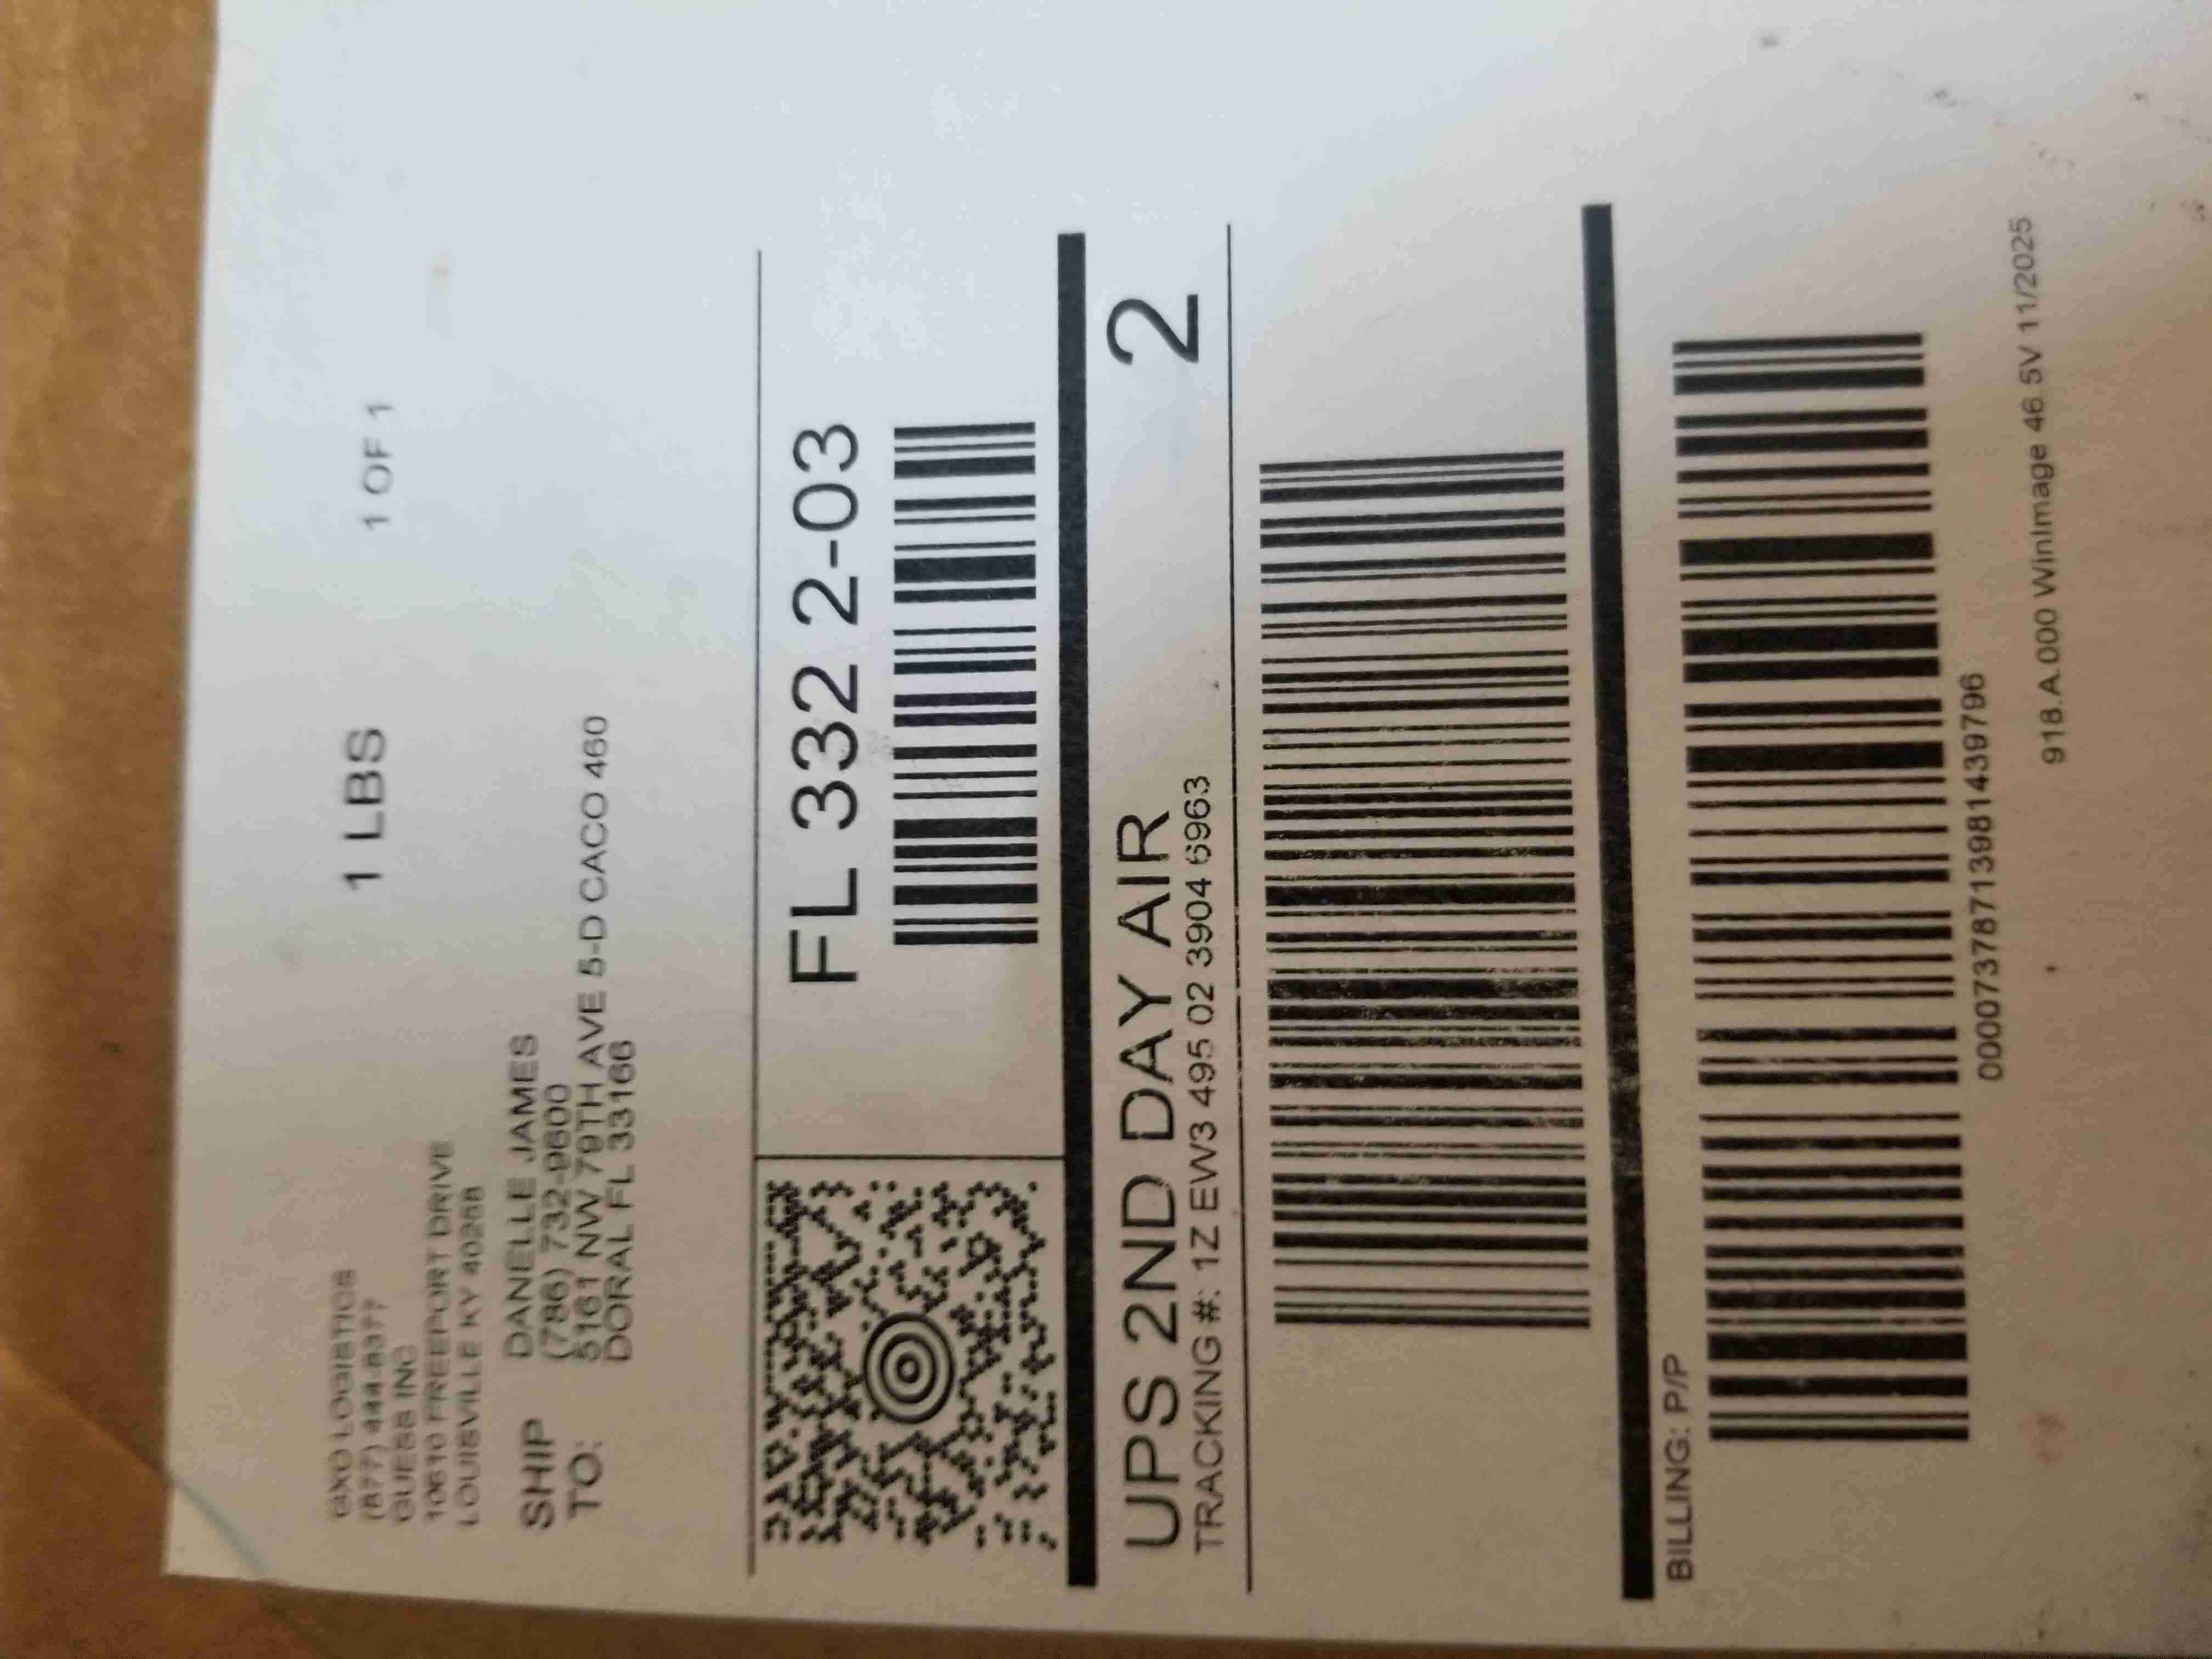 GXO LOGISTICS
(877) 444-8377
GUESS INC
10610 FREEPORT DRIVE
LOUISVILLE KY 40258
1 LBS
1 OF 1
SHIP TO:
DANELLE JAMES
(786) 732-9600
5161 NW 79TH AVE 5-D CACO 460
DORAL FL 33166
FL 332 2-03
UPS 2ND DAY AIR
TRACKING #: 1Z EW3 495 02 3904 6963
2
BILLING: P/P
00007378713981439796
918.A.000 WinImage 46.5V 11/2025